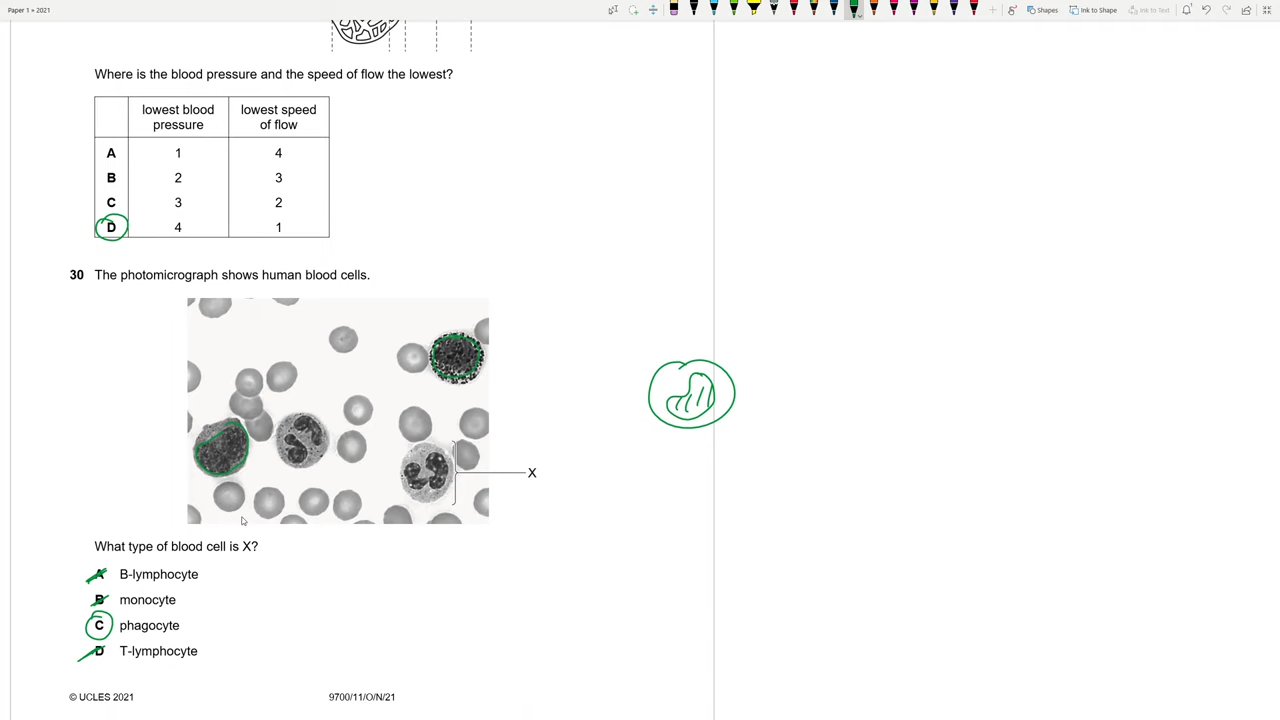 Paper 1 » 2021
Shapes
Ink to Shape
Ink to Text
Where is the blood pressure and the speed of flow the lowest?
lowest blood pressure lowest speed of flow
A 1 4
B 2 3
C 3 2
D 4 1
30 The photomicrograph shows human blood cells.
X
What type of blood cell is X?
A B-lymphocyte
B monocyte
C phagocyte
D T-lymphocyte
© UCLES 2021 9700/11/O/N/21